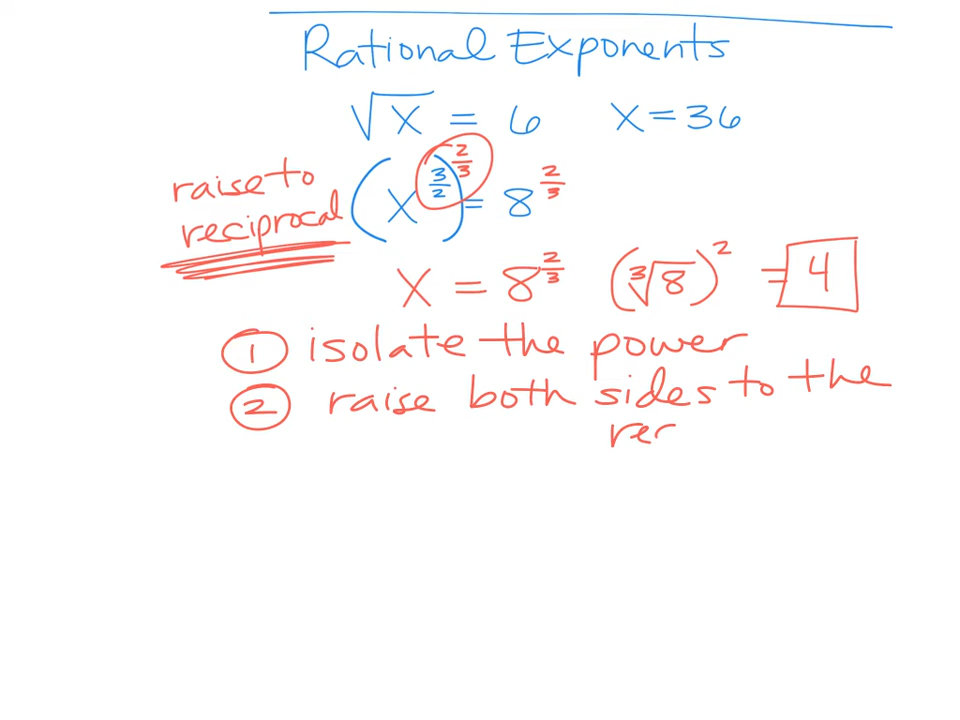 Rational Exponents
√x = 6 x = 36
raise to
reciprocal
(x^(3/2))^(2/3) = 8^(2/3)
x = 8^(2/3) (∛8)² = 4
① isolate the power
② raise both sides to the
rec